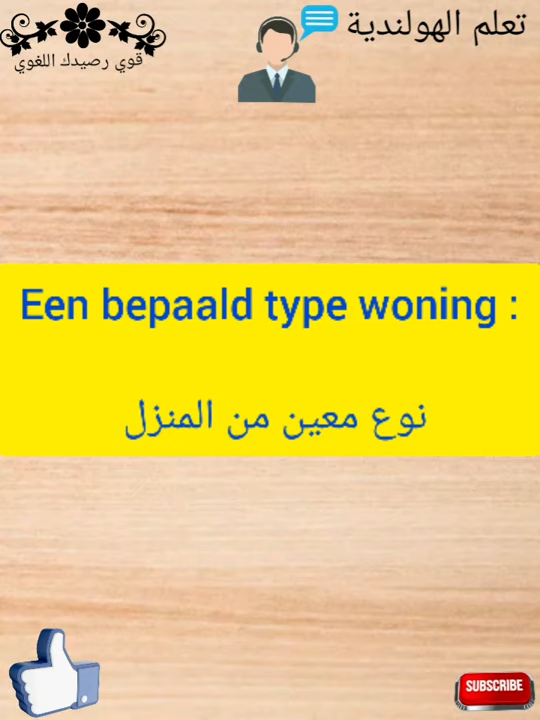 تعلم الهولندية
قوي رصيدك اللغوي
Een bepaald type woning :
نوع معين من المنزل
SUBSCRIBE